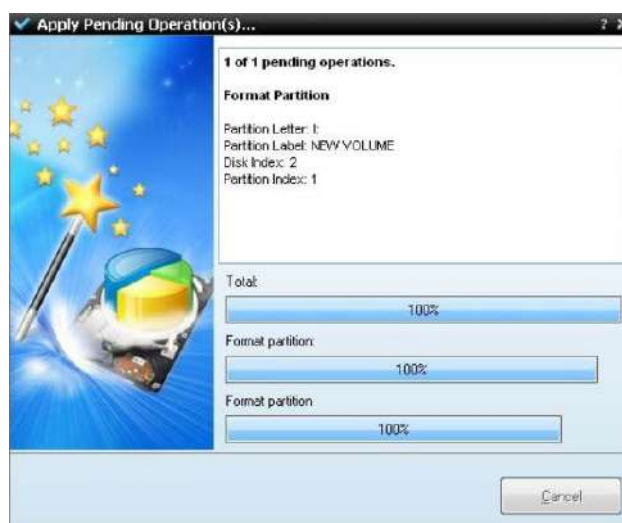 Apply Pending Operation(s)...
?
1 of 1 pending operations.
Format Partition
Partition Letter: I:
Partition Label: NEW VOLUME
Disk Index: 2
Partition Index: 1
Total:
100%
Format partition:
100%
Format partition
100%
Cancel